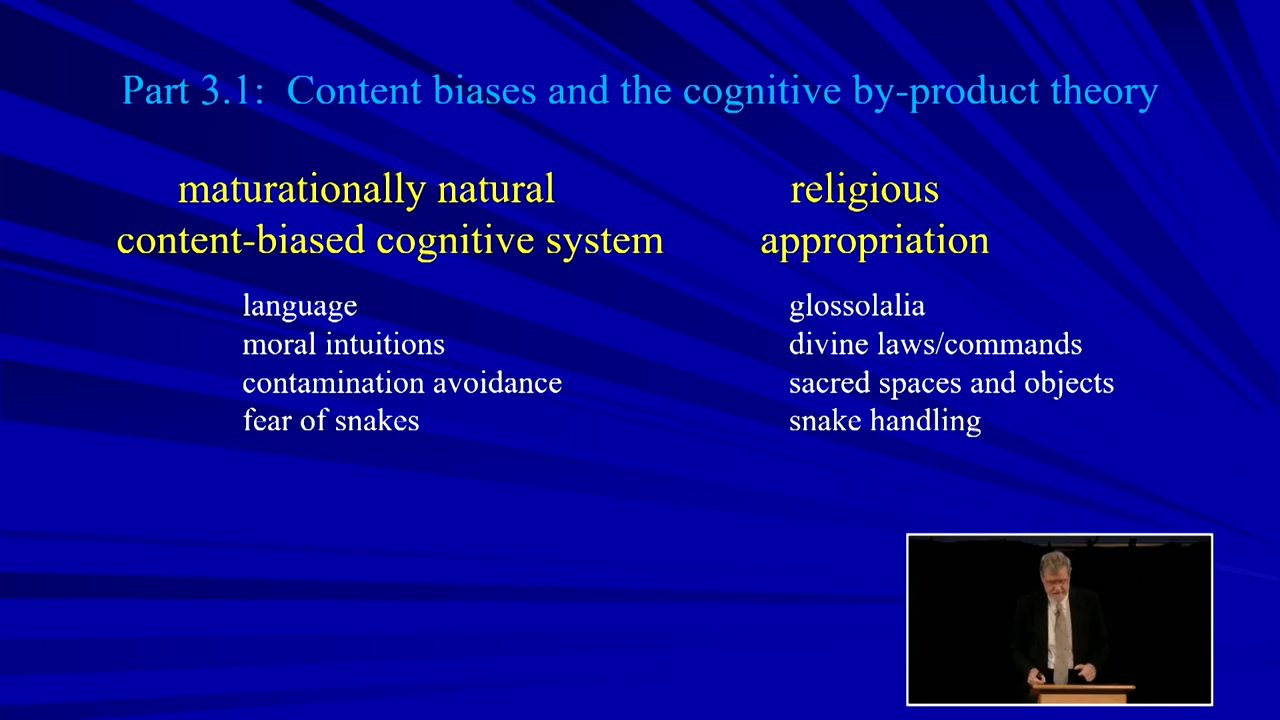 Part 3.1: Content biases and the cognitive by-product theory
maturationally natural
content-biased cognitive system
language
moral intuitions
contamination avoidance
fear of snakes
religious
appropriation
glossolalia
divine laws/commands
sacred spaces and objects
snake handling